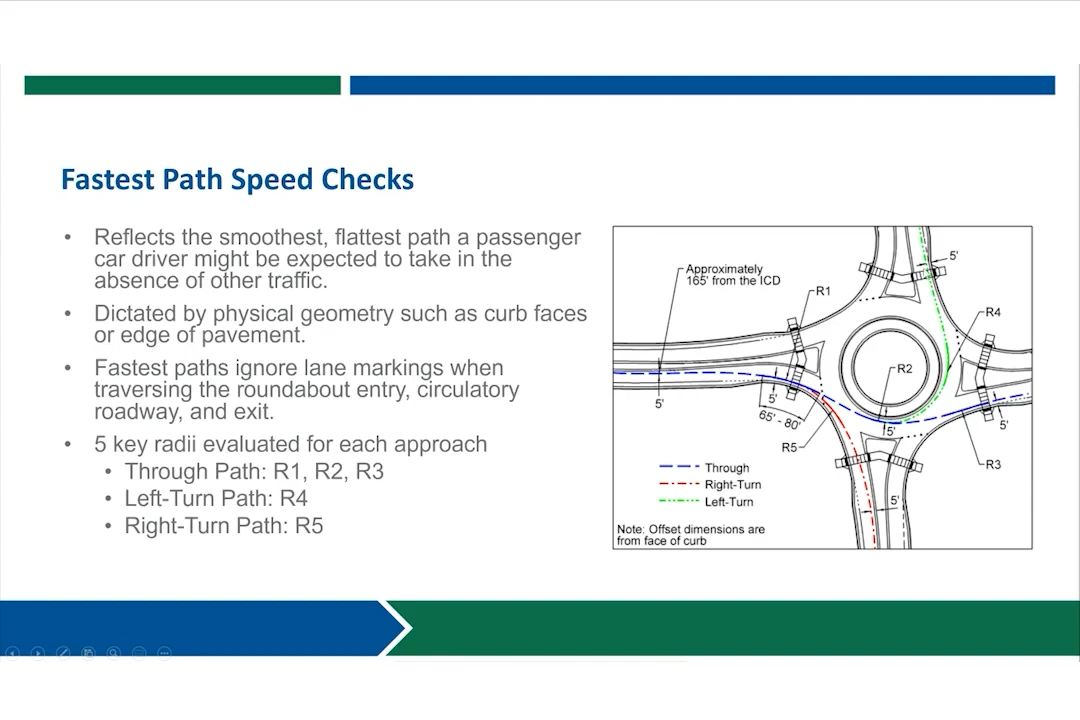 Fastest Path Speed Checks
• Reflects the smoothest, flattest path a passenger
car driver might be expected to take in the
absence of other traffic.
• Dictated by physical geometry such as curb faces
or edge of pavement.
• Fastest paths ignore lane markings when
traversing the roundabout entry, circulatory
roadway, and exit.
• 5 key radii evaluated for each approach
• Through Path: R1, R2, R3
• Left-Turn Path: R4
• Right-Turn Path: R5
5'
Approximately
165' from the ICD
R1
R4
R2
5'
5'
65' - 80'
5'
5'
R5
R3
Through
Right-Turn
Left-Turn
5'
Note: Offset dimensions are
from face of curb